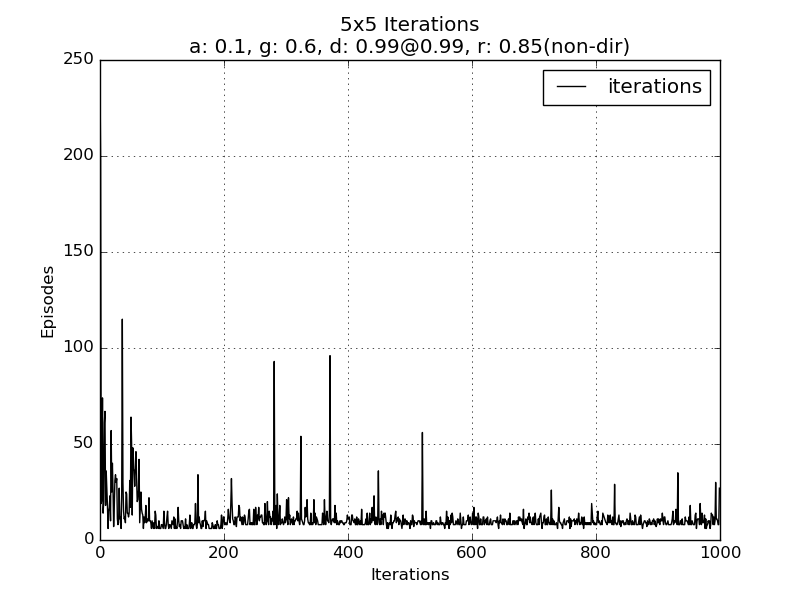 5x5 Iterations
a: 0.1, g: 0.6, d: 0.99@0.99, r: 0.85(non-dir)
iterations
250
200
150
100
50
0
Episodes
0 200 400 600 800 1000
Iterations